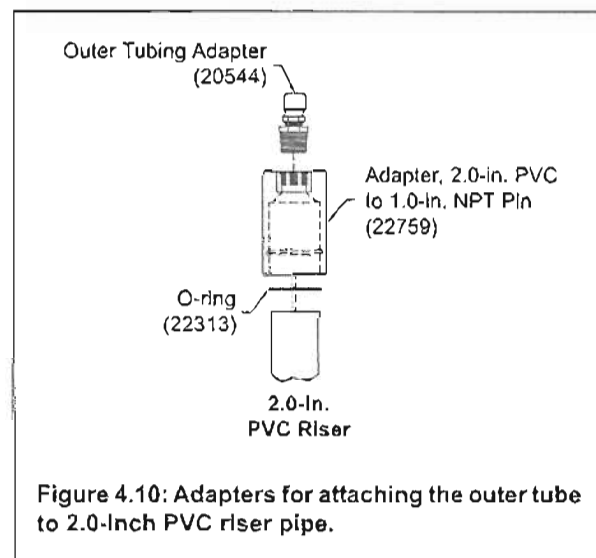 Outer Tubing Adapter
(20544)
Adapter, 2.0-in. PVC
to 1.0-in. NPT Pin
(22759)
O-ring
(22313)
2.0-in.
PVC Riser
Figure 4.10: Adapters for attaching the outer tube
to 2.0-inch PVC riser pipe.